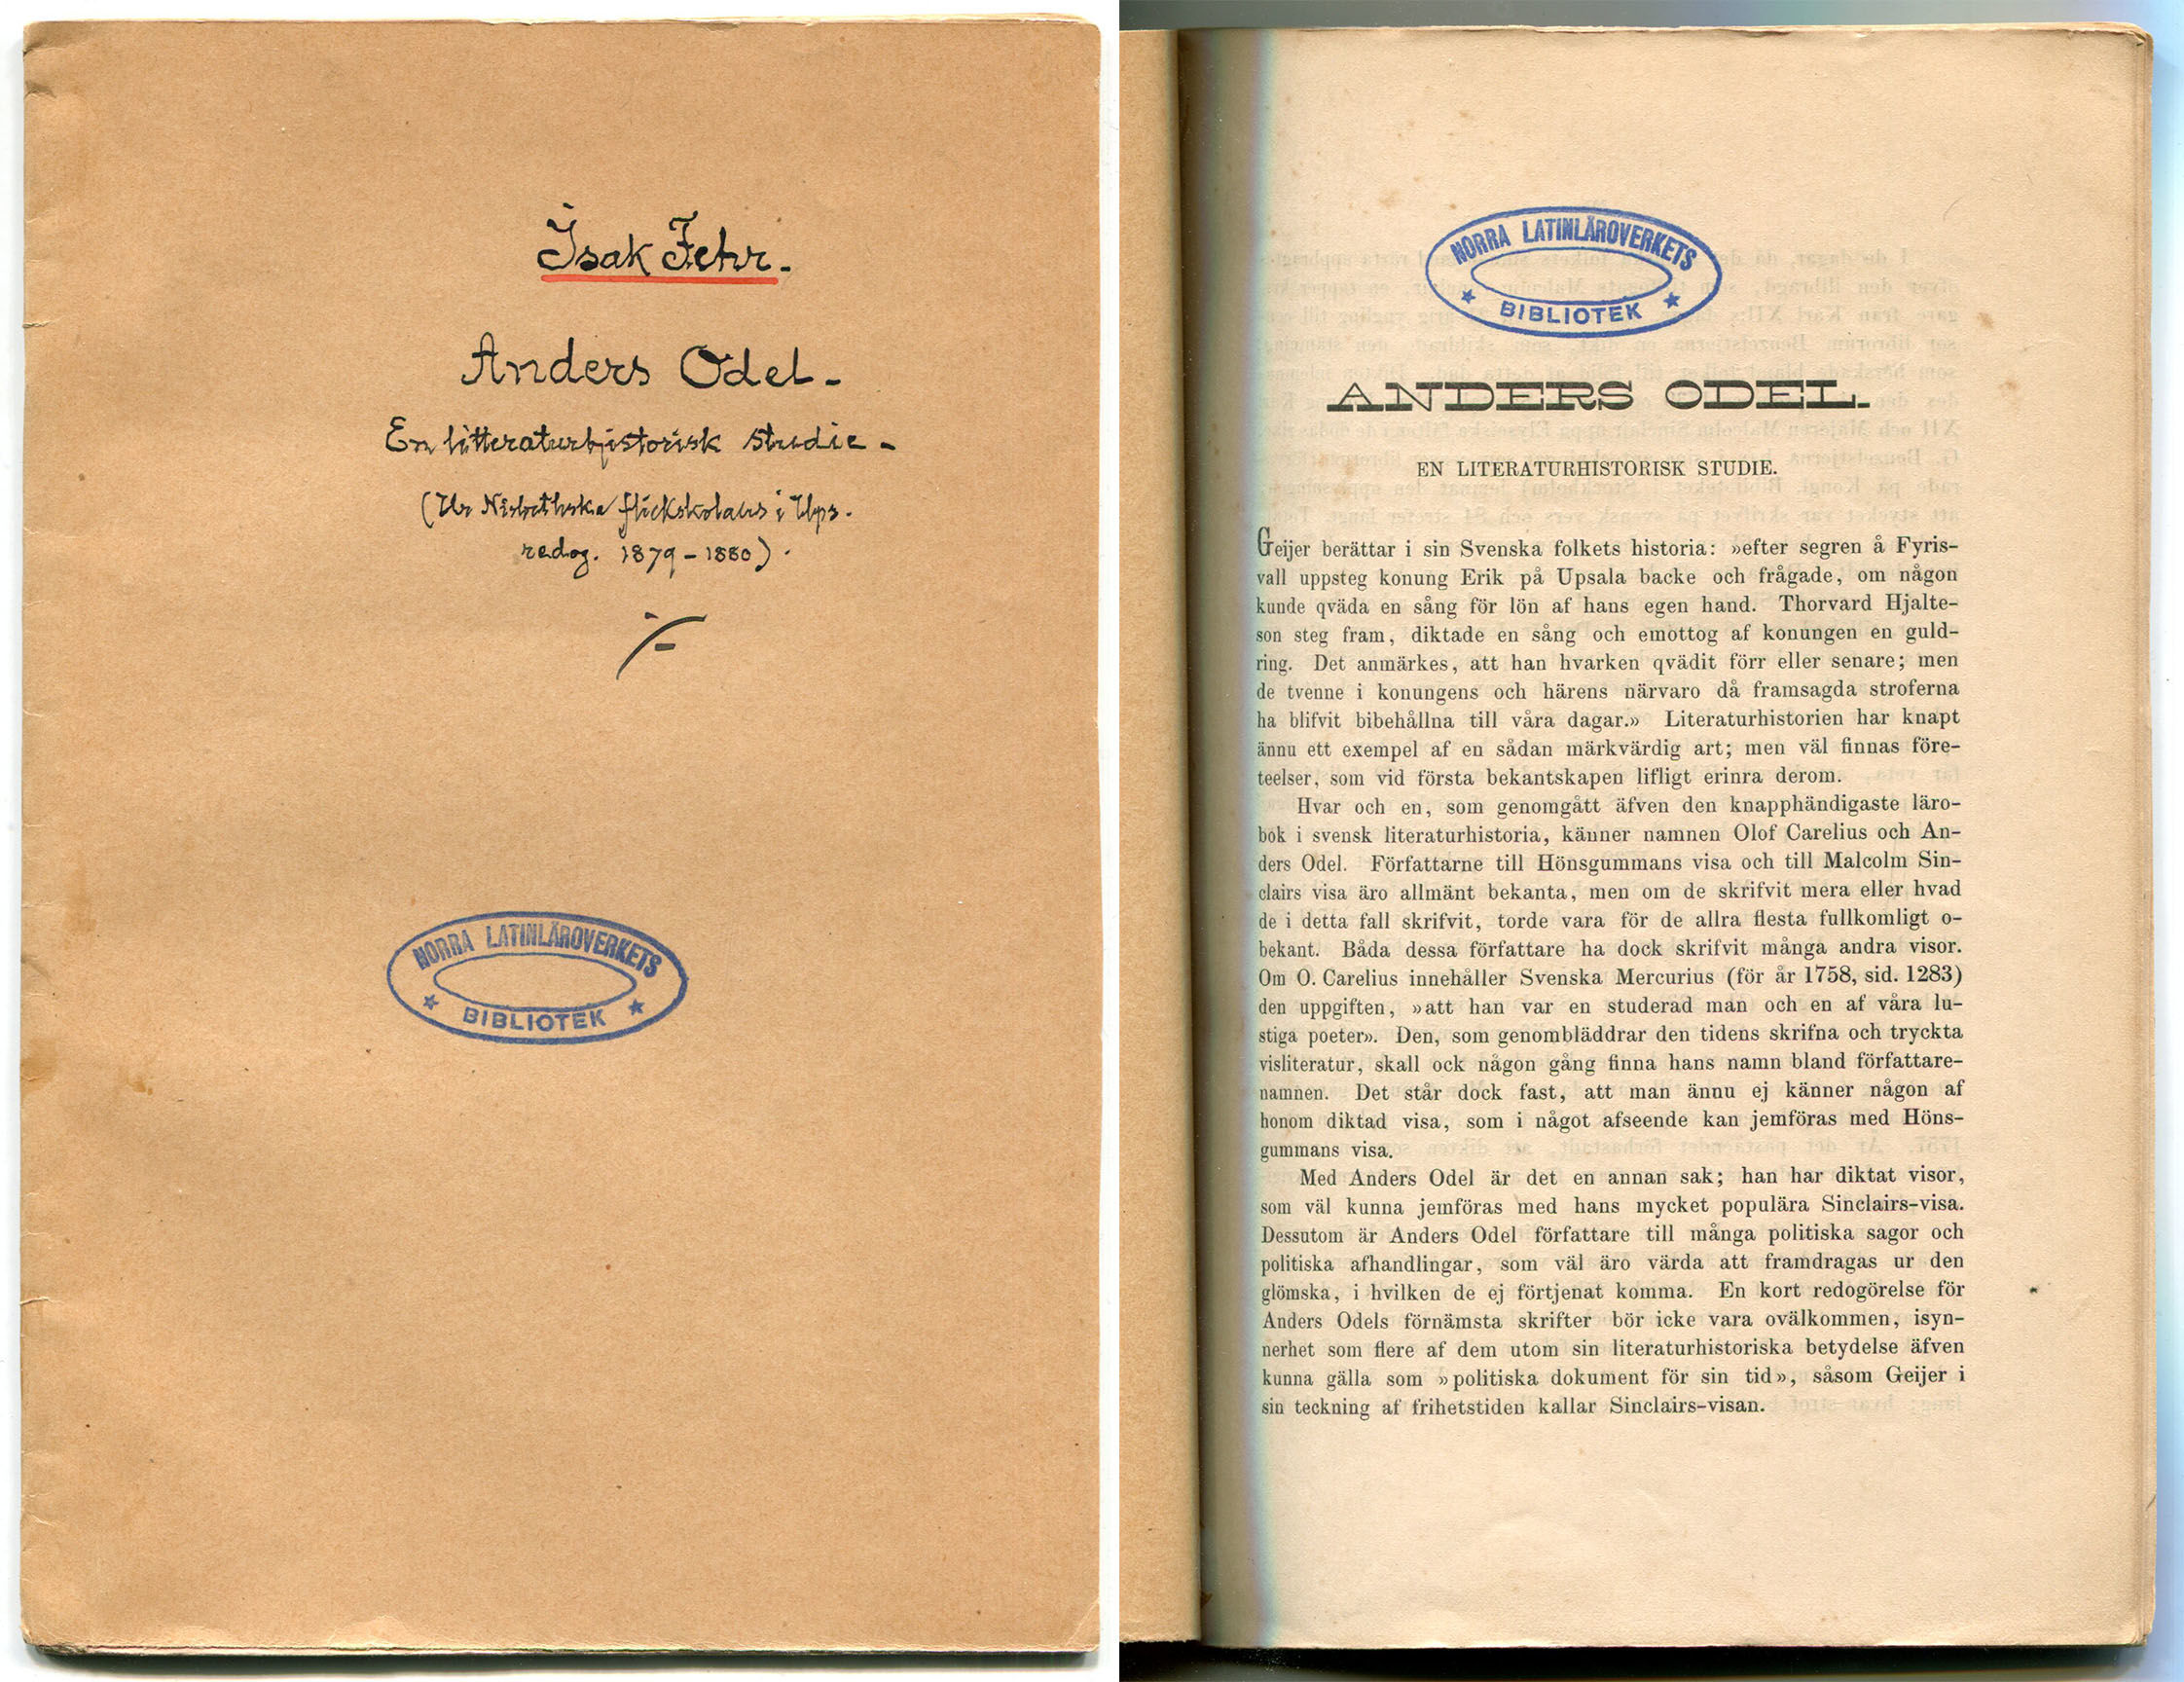 Isak Fehr.
Anders Odel.
En litteraturhistorisk studie.
(Ur Nisbethska flickskolans i Ups.
redog. 1879-1880).
NORRA LATINLÄROVERKETS
BIBLIOTEK
NORRA LATINLÄROVERKETS
BIBLIOTEK
ANDERS ODEL.
EN LITERATURHISTORISK STUDIE.
Geijer berättar i sin Svenska folkets historia: »efter segren å Fyris-
vall uppsteg konung Erik på Upsala backe och frågade, om någon
kunde qväda en sång för lön af hans egen hand. Thorvard Hjalte-
son steg fram, diktade en sång och emottog af konungen en guld-
ring. Det anmärkes, att han hvarken qvädit förr eller senare; men
de tvenne i konungens och härens närvaro då framsagda stroferna
ha blifvit bibehållna till våra dagar.» Literaturhistorien har knapt
ännu ett exempel af en sådan märkvärdig art; men väl finnas före-
teelser, som vid första bekantskapen lifligt erinra derom.
Hvar och en, som genomgått äfven den knapphändigaste läro-
bok i svensk literaturhistoria, känner namnen Olof Carelius och An-
ders Odel. Författarne till Hönsgummans visa och till Malcolm Sin-
clairs visa äro allmänt bekanta, men om de skrifvit mera eller hvad
de i detta fall skrifvit, torde vara för de allra flesta fullkomligt o-
bekant. Båda dessa författare ha dock skrifvit många andra visor.
Om O. Carelius innehåller Svenska Mercurius (för år 1758, sid. 1283)
den uppgiften, »att han var en studerad man och en af våra lu-
stiga poeter». Den, som genombläddrar den tidens skrifna och tryckta
visliteratur, skall ock någon gång finna hans namn bland författare-
namnen. Det står dock fast, att man ännu ej känner någon af
honom diktad visa, som i något afseende kan jemföras med Höns-
gummans visa.
Med Anders Odel är det en annan sak; han har diktat visor,
som väl kunna jemföras med hans mycket populära Sinclairs-visa.
Dessutom är Anders Odel författare till många politiska sagor och
politiska afhandlingar, som väl äro värda att framdragas ur den
glömska, i hvilken de ej förtjenat komma. En kort redogörelse för
Anders Odels förnämsta skrifter bör icke vara ovälkommen, isyn-
nerhet som flere af dem utom sin literaturhistoriska betydelse äfven
kunna gälla som »politiska dokument för sin tid», såsom Geijer i
sin teckning af frihetstiden kallar Sinclairs-visan.